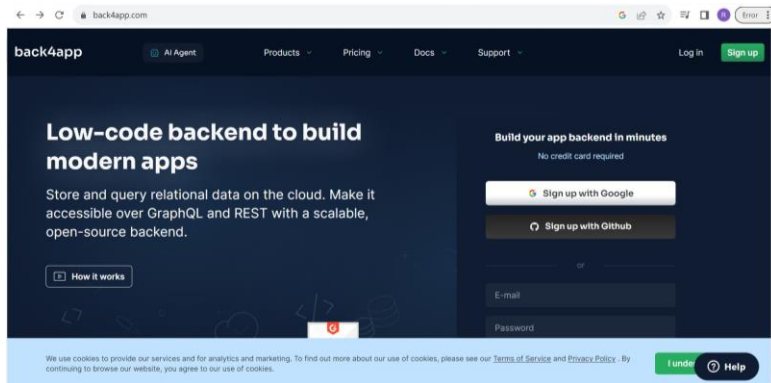 back4app.com
Error
back4app
AI Agent
Products
Pricing
Docs
Support
Log in
Sign up
Low-code backend to build
modern apps
Store and query relational data on the cloud. Make it
accessible over GraphQL and REST with a scalable,
open-source backend.
How it works
Build your app backend in minutes
No credit card required
G Sign up with Google
Sign up with Github
or
E-mail
Password
We use cookies to provide our services and for analytics and marketing. To find out more about our use of cookies, please see our Terms of Service and Privacy Policy . By
continuing to browse our website, you agree to our use of cookies.
I unde
Help